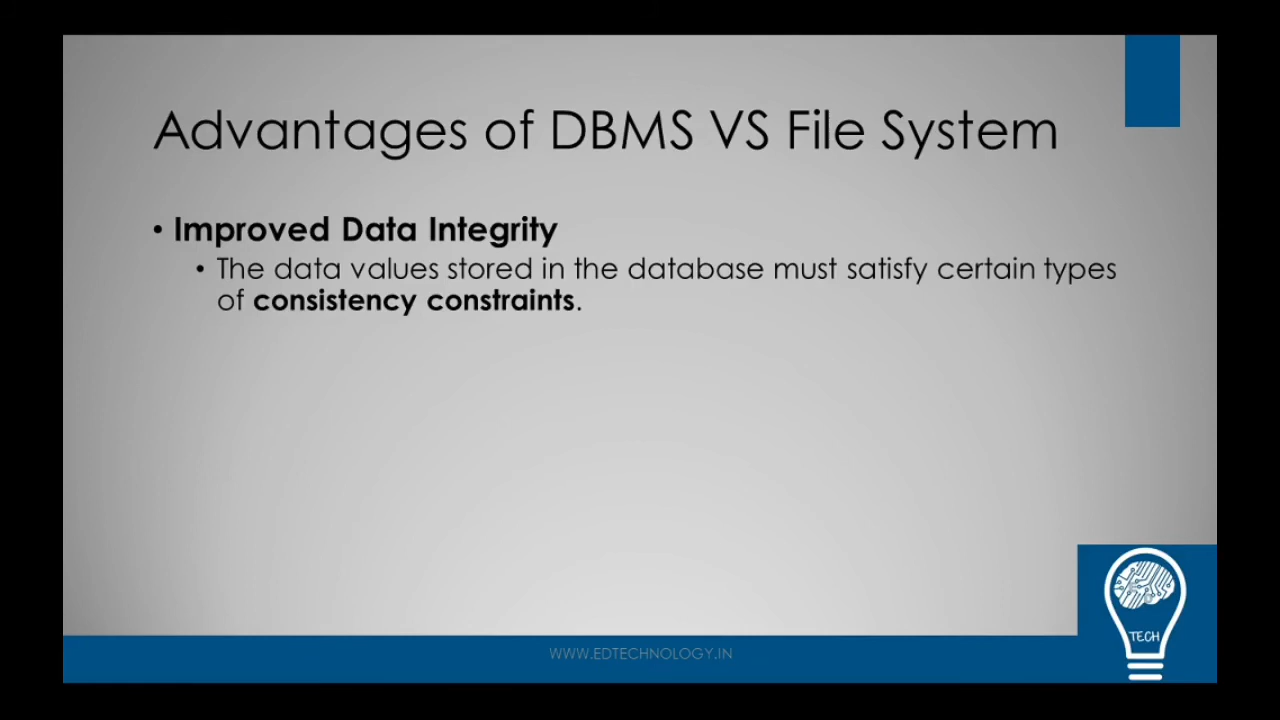 Advantages of DBMS VS File System
• Improved Data Integrity
• The data values stored in the database must satisfy certain types
of consistency constraints.
TECH
WWW.EDTECHNOLOGY.IN